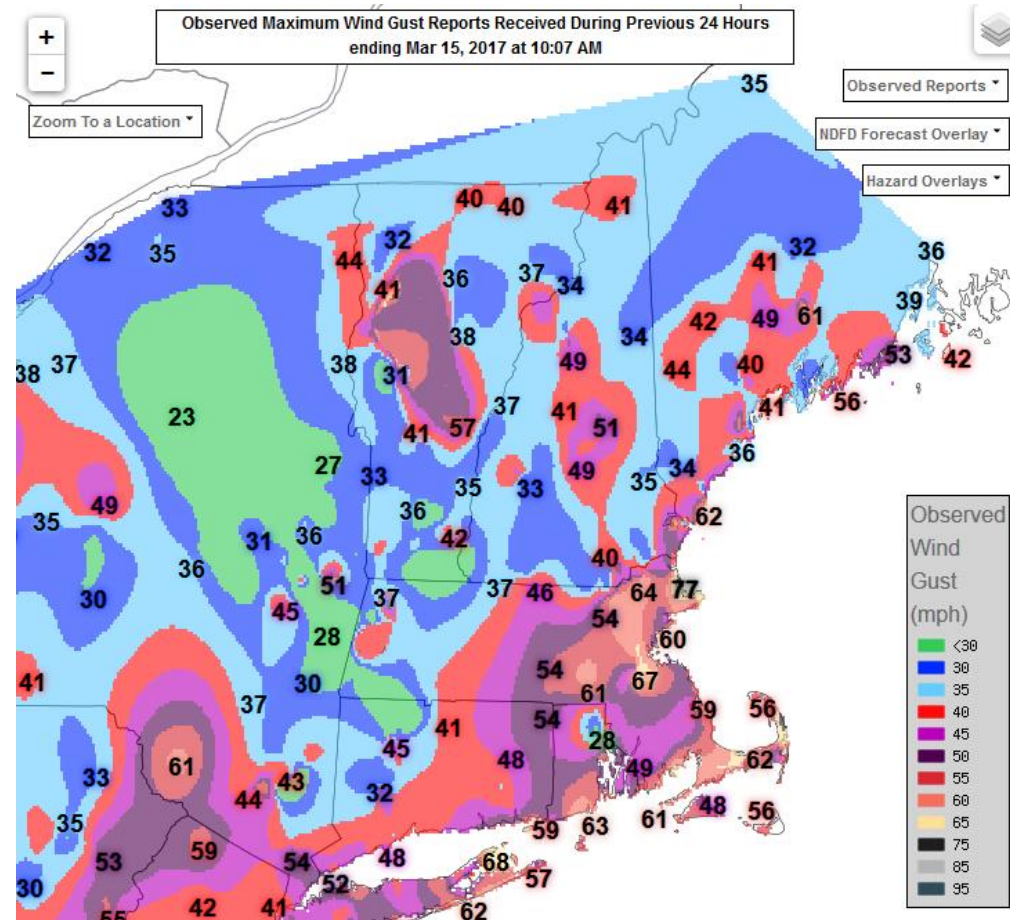 +
−
Observed Maximum Wind Gust Reports Received During Previous 24 Hours
ending Mar 15, 2017 at 10:07 AM
Zoom To a Location
Observed Reports
NDFD Forecast Overlay
Hazard Overlays
35
33
40 40 41
32 35 32 32 36
44 41
41 36 37 34 39
42 49 61
38 34
38 37 38 31 49 44 40 53 42
23 37 41 41 56
41 57 51 36
27 33 49 34
49 35 33 35
35 36 62
31 36 42
36 40
51 37 37 46 64 77
30 45
28 54 60
41 30 54 67
37 61 59 56
41 54
45 28
61 48 62
33 43 49
44 32 61 48 56
35 59 63
53 59 54 48 68
52 57
30
55 42 41 62
Observed
Wind
Gust
(mph)
<30
30
35
40
45
50
55
60
65
75
85
95